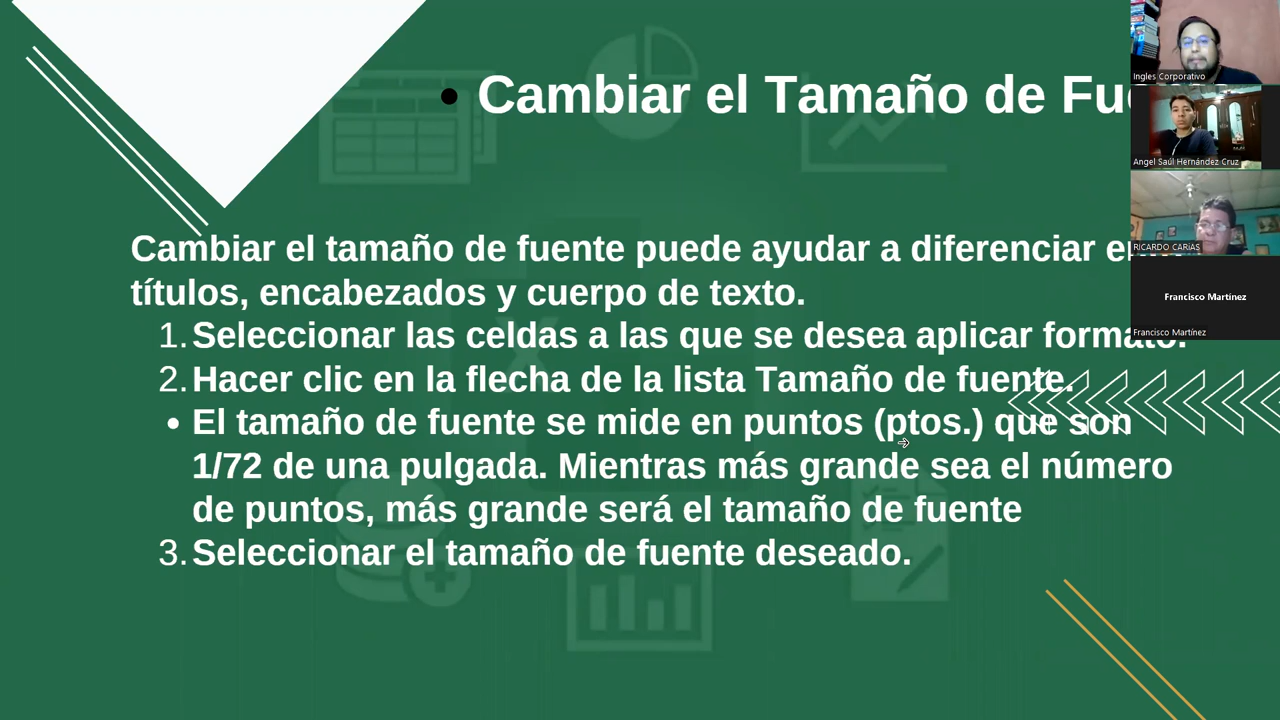 Cambiar el Tamaño de Fu
Cambiar el tamaño de fuente puede ayudar a diferenciar
títulos, encabezados y cuerpo de texto.
1. Seleccionar las celdas a las que se desea aplicar formato.
2. Hacer clic en la flecha de la lista Tamaño de fuente.
• El tamaño de fuente se mide en puntos (ptos.) que son
1/72 de una pulgada. Mientras más grande sea el número
de puntos, más grande será el tamaño de fuente
3. Seleccionar el tamaño de fuente deseado.
Ingles Corporativo
Angel Saúl Hernández Cruz
RICARDO CARíAS
Francisco Martínez
Francisco Martínez